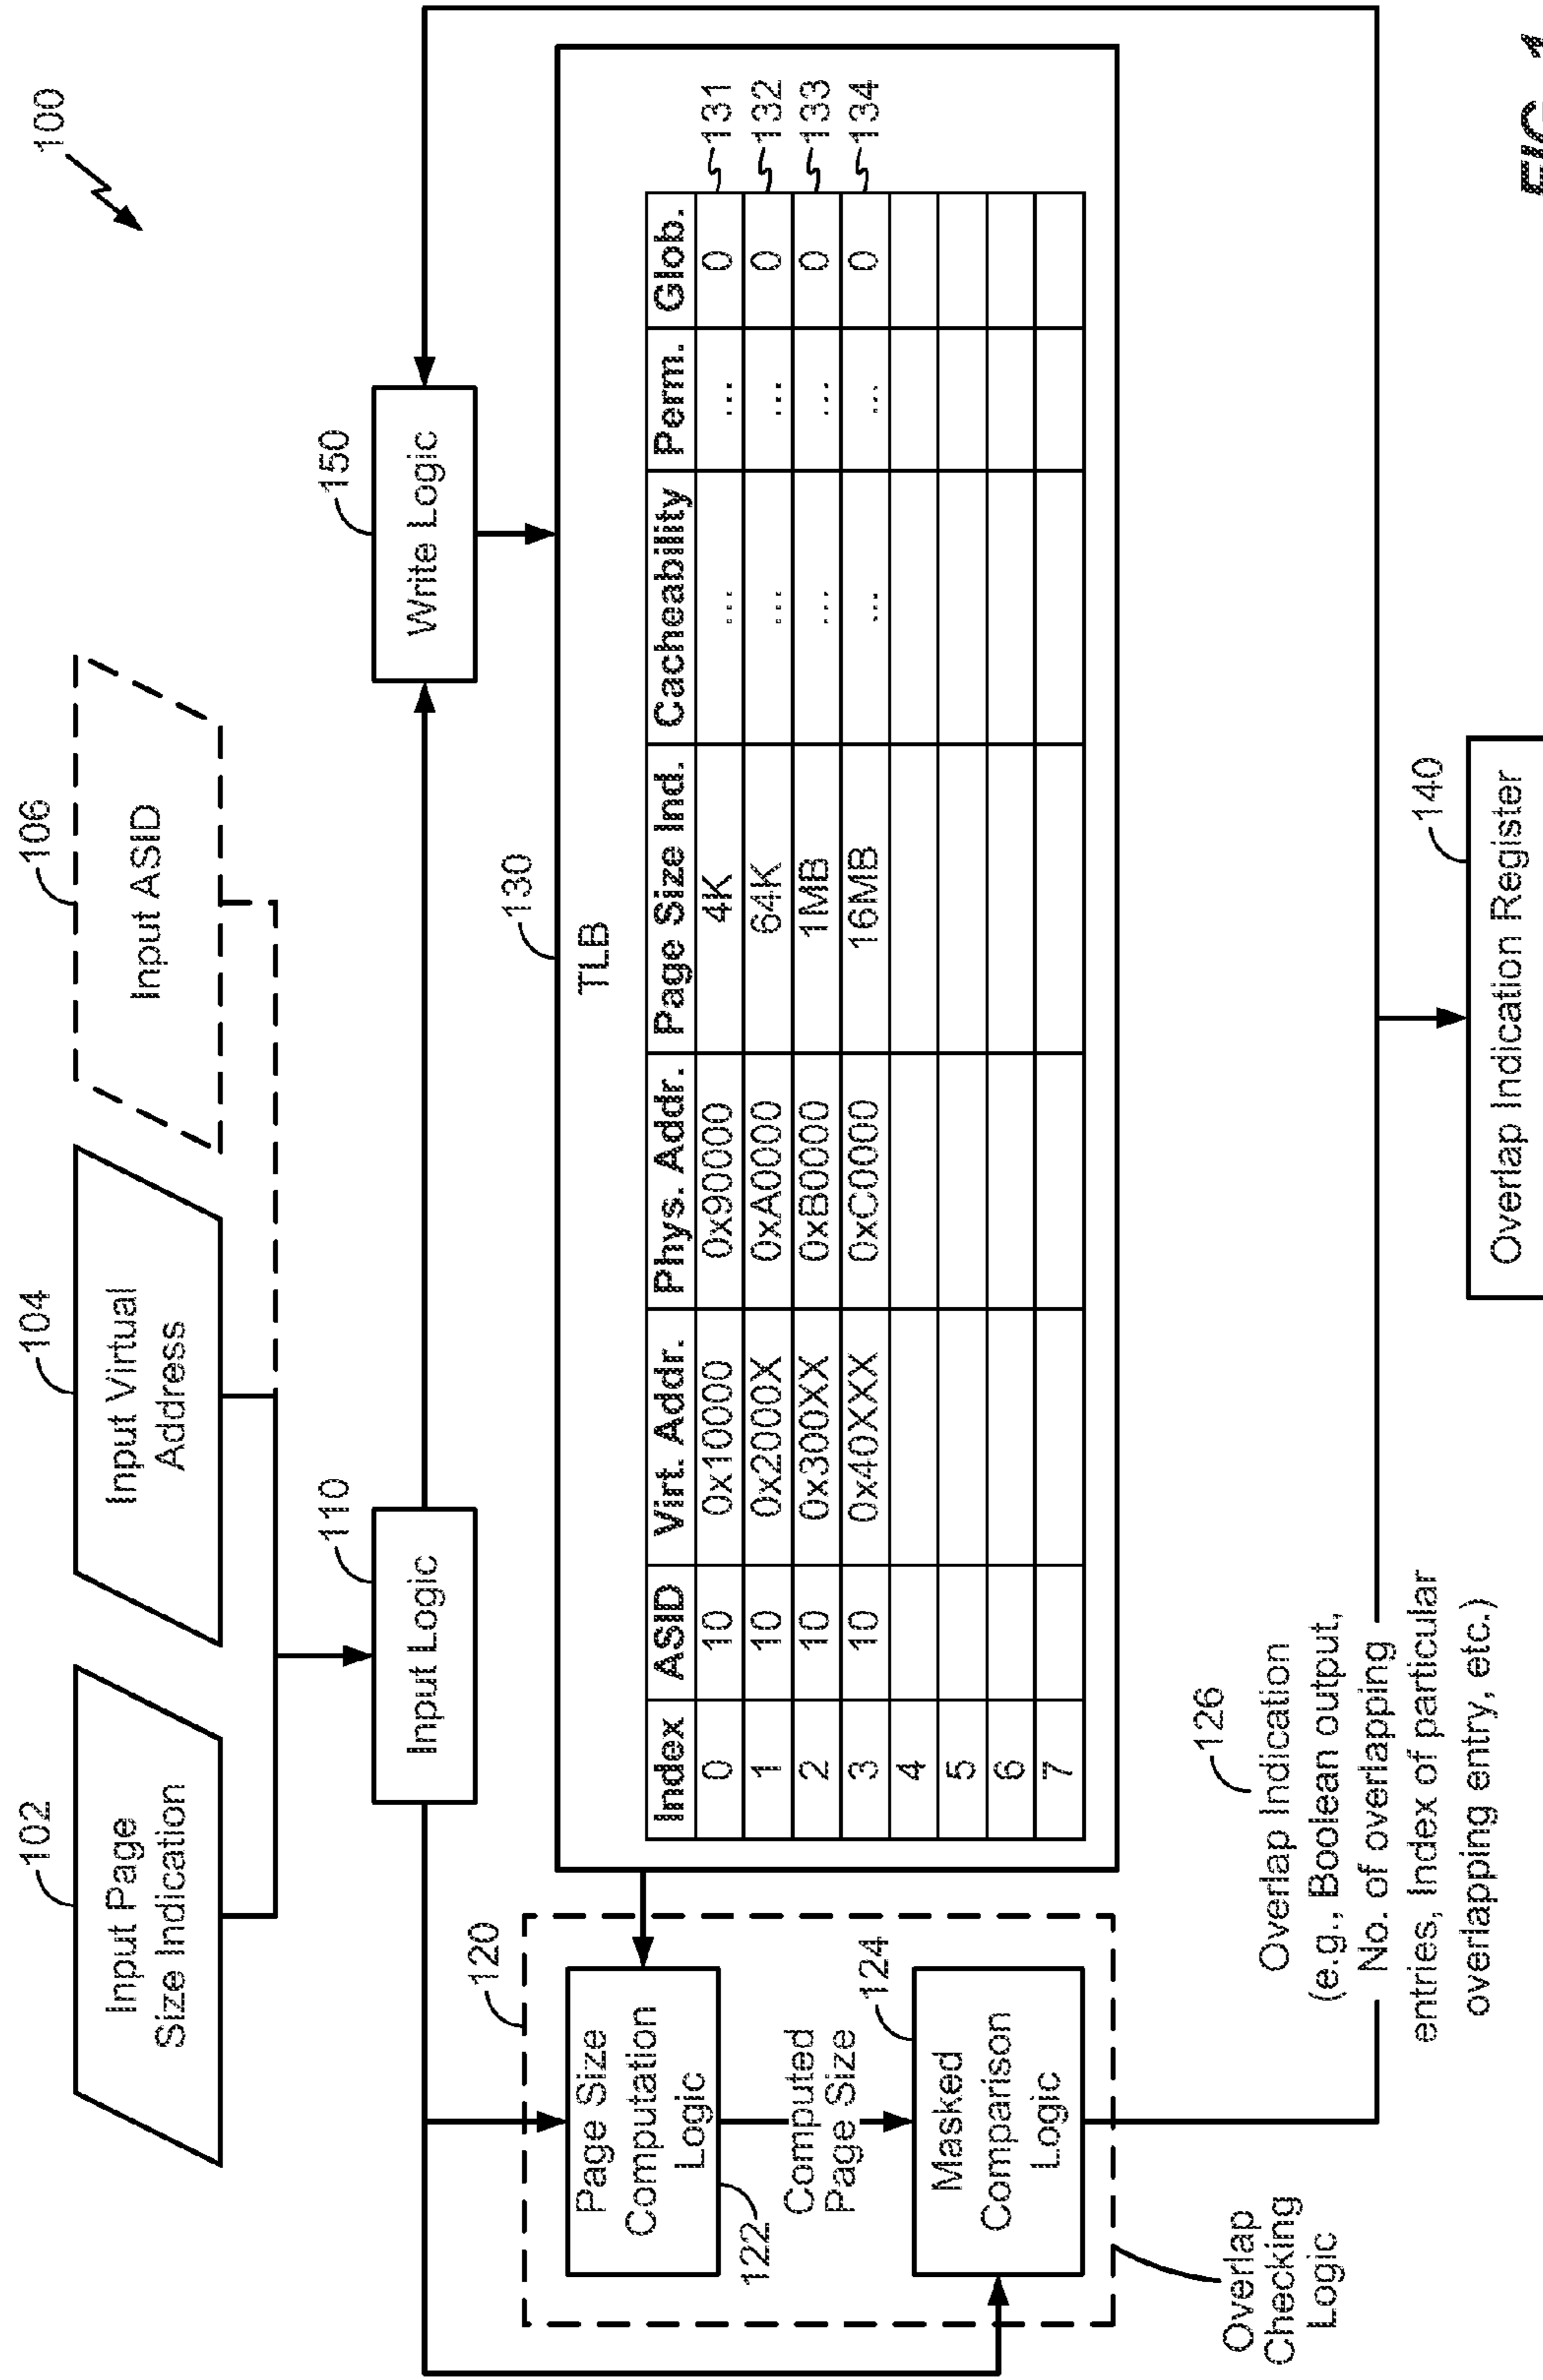 100
102
Input Page
Size Indication
104
Input Virtual
Address
106
Input ASID
110
Input Logic
150
Write Logic
120
Page Size
Computation
Logic
122
Computed
Page Size
124
Masked
Comparison
Logic
Overlap
Checking
Logic
130
TLB
Index ASID Virt. Addr. Phys. Addr. Page Size Ind. Cacheability Perm. Glob.
0 10 0x10000 0x90000 4K ... ... 0 131
1 10 0x2000X 0xA0000 64K ... ... 0 132
2 10 0x300XX 0xB0000 1MB ... ... 0 133
3 10 0x40XXX 0xC0000 16MB ... ... 0 134
4
5
6
7
126
Overlap Indication
(e.g., Boolean output,
No. of overlapping
entries, Index of particular
overlapping entry, etc.)
140
Overlap Indication Register
FIG. 1